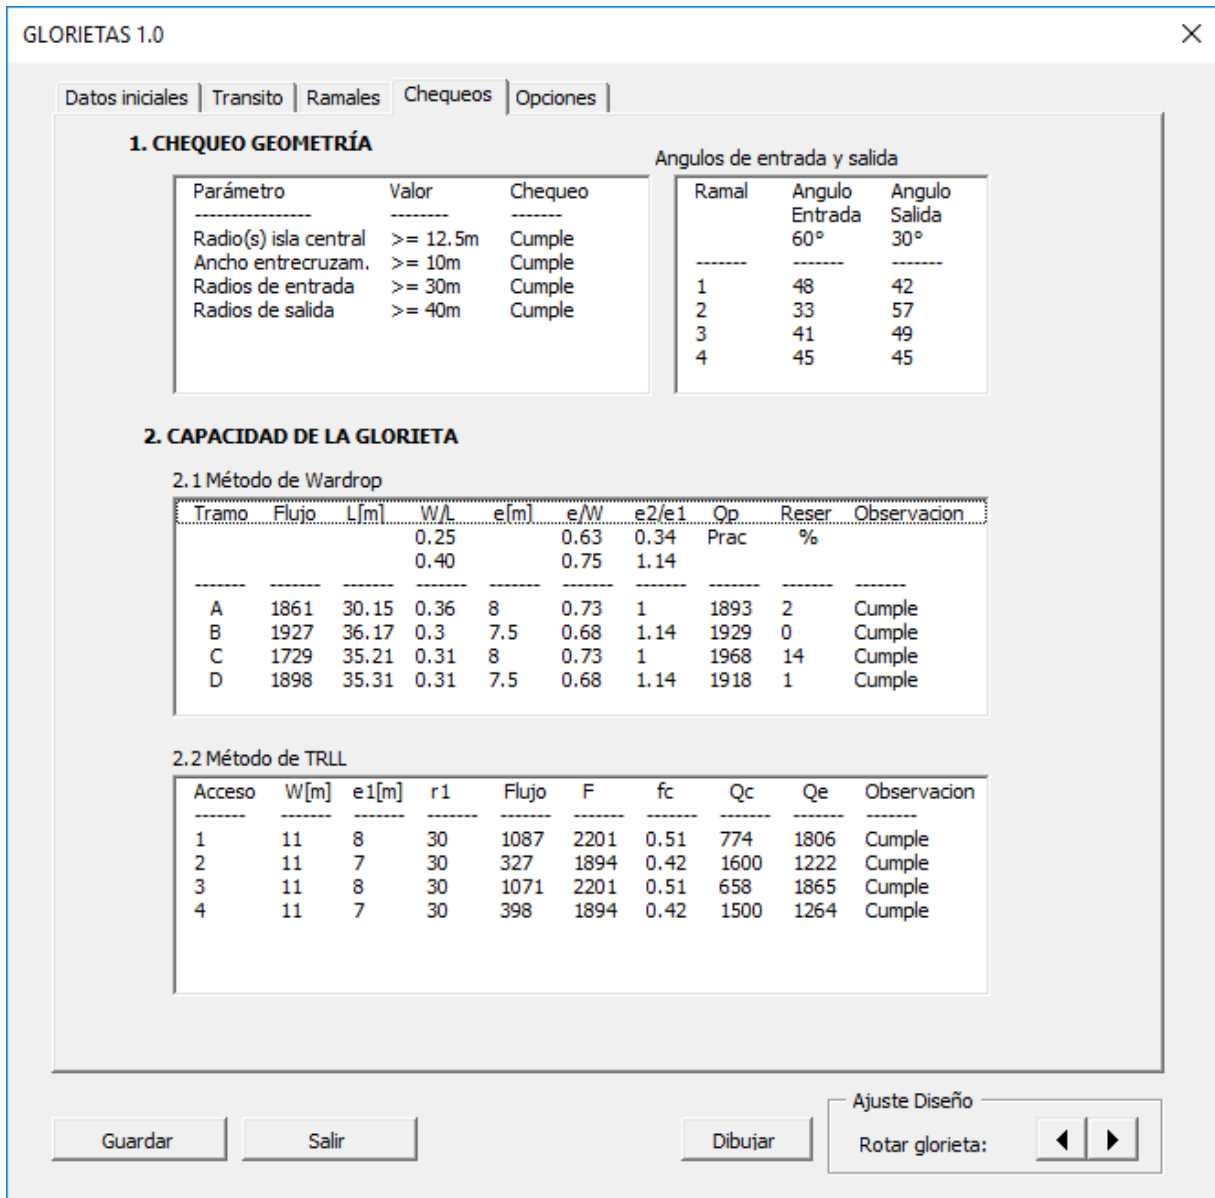 GLORIETAS 1.0
Datos iniciales Transito Ramales Chequeos Opciones
1. CHEQUEO GEOMETRÍA
Parámetro Valor Chequeo
---------------- -------- -------
Radio(s) isla central >= 12.5m Cumple
Ancho entrecruzam. >= 10m Cumple
Radios de entrada >= 30m Cumple
Radios de salida >= 40m Cumple
Angulos de entrada y salida
Ramal Angulo Angulo
Entrada Salida
60° 30°
------- ------- -------
1 48 42
2 33 57
3 41 49
4 45 45
2. CAPACIDAD DE LA GLORIETA
2.1 Método de Wardrop
Tramo Flujo L[m] W/L e[m] e/W e2/e1 Qp Reser Observacion
0.25 0.63 0.34 Prac %
0.40 0.75 1.14
------- ------- ------- ------- ------- ------- ------- ------- ------- -------
A 1861 30.15 0.36 8 0.73 1 1893 2 Cumple
B 1927 36.17 0.3 7.5 0.68 1.14 1929 0 Cumple
C 1729 35.21 0.31 8 0.73 1 1968 14 Cumple
D 1898 35.31 0.31 7.5 0.68 1.14 1918 1 Cumple
2.2 Método de TRLL
Acceso W[m] e1[m] r1 Flujo F fc Qc Qe Observacion
------- ------- ------- ------- ------- ------- ------- ------- ------- -------
1 11 8 30 1087 2201 0.51 774 1806 Cumple
2 11 7 30 327 1894 0.42 1600 1222 Cumple
3 11 8 30 1071 2201 0.51 658 1865 Cumple
4 11 7 30 398 1894 0.42 1500 1264 Cumple
Guardar Salir Dibujar
Ajuste Diseño
Rotar glorieta: